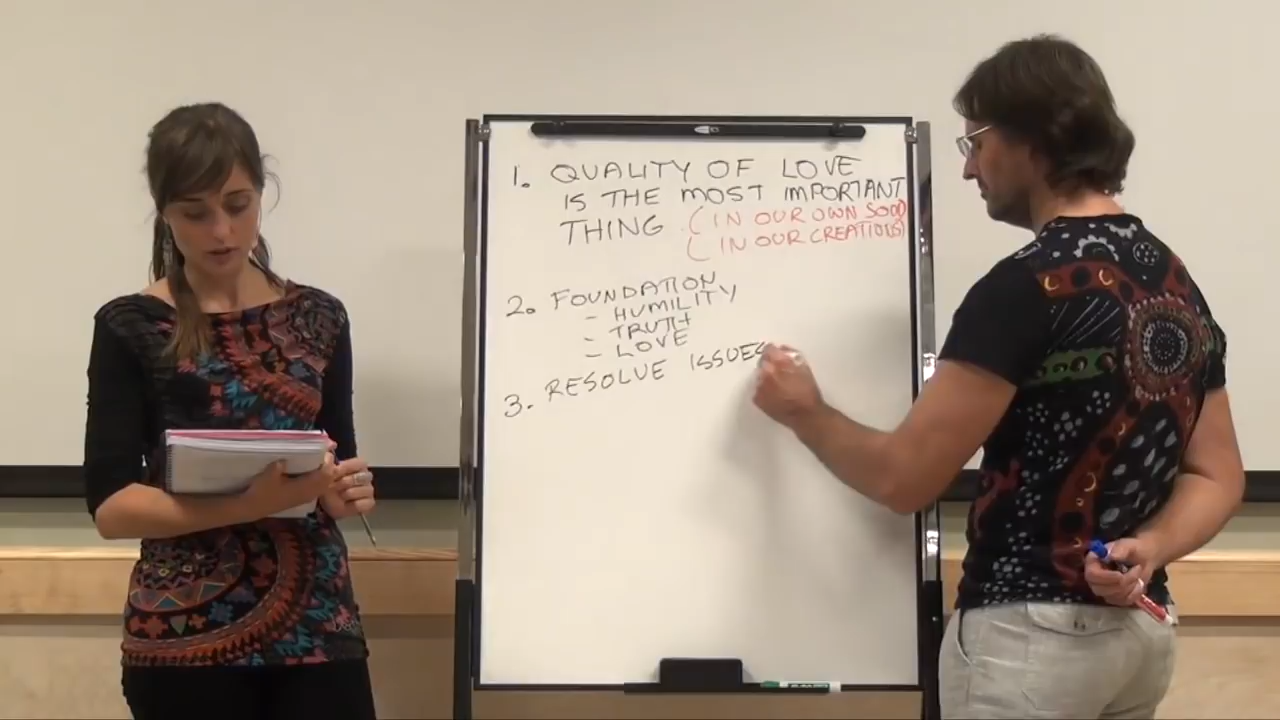 1. QUALITY OF LOVE
IS THE MOST IMPORTANT
THING (IN OUR OWN SOUL)
(IN OUR CREATION(S)
2. FOUNDATION
- HUMILITY
- TRUTH
- LOVE
3. RESOLVE ISSUES